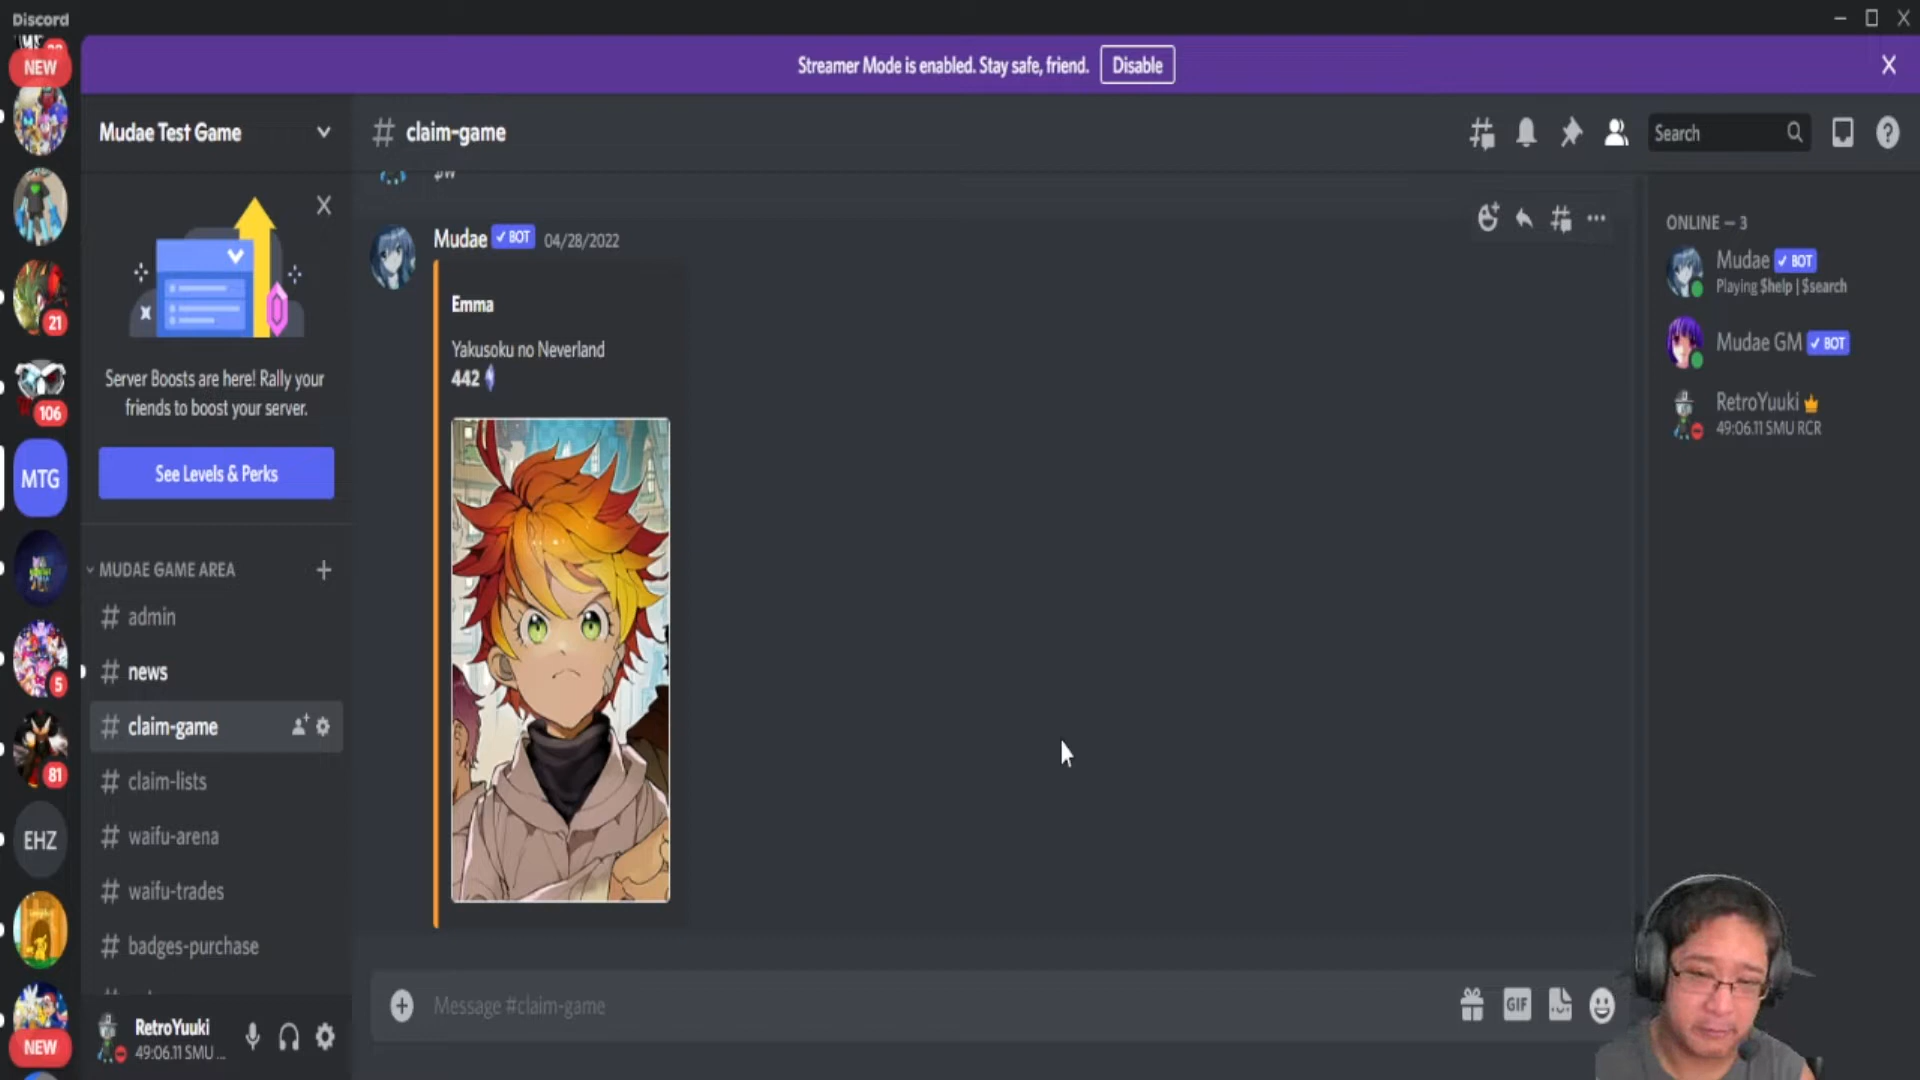 Discord
NEW
Streamer Mode is enabled. Stay safe, friend.
Disable
X
Mudae Test Game
# claim-game
Search
$w
Mudae ✓ BOT 04/28/2022
Emma
Yakusoku no Neverland
442
Server Boosts are here! Rally your
friends to boost your server.
See Levels & Perks
MUDAE GAME AREA +
# admin
# news
# claim-game
# claim-lists
# waifu-arena
# waifu-trades
# badges-purchase
RetroYuuki
49:06.11 SMU ...
21
106
MTG
5
81
EHZ
NEW
Message #claim-game
GIF
ONLINE — 3
Mudae ✓ BOT
Playing $help | $search
Mudae GM ✓ BOT
RetroYuuki
49:06.11 SMU RCR